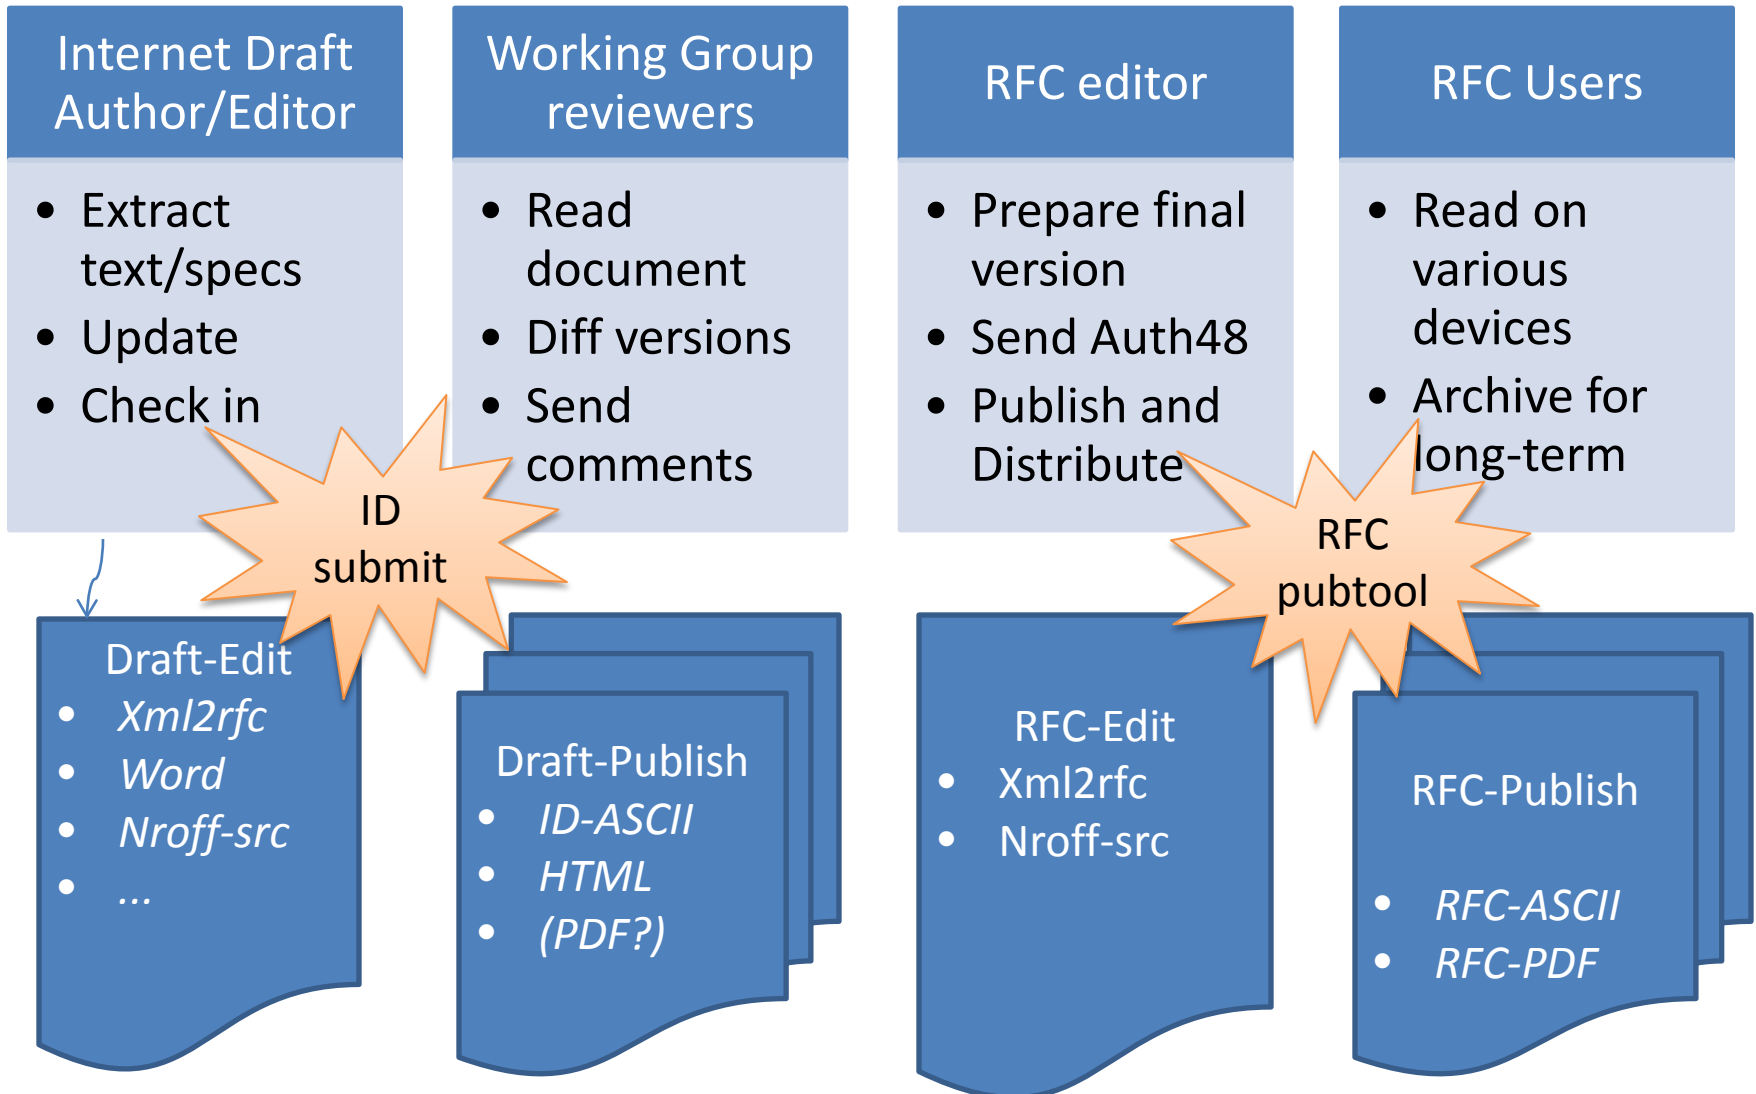 Internet Draft
Author/Editor
• Extract
text/specs
• Update
• Check in
Working Group
reviewers
• Read
document
• Diff versions
• Send
comments
RFC editor
• Prepare final
version
• Send Auth48
• Publish and
Distribute
RFC Users
• Read on
various
devices
• Archive for
long-term
ID
submit
RFC
pubtool
Draft-Edit
• Xml2rfc
• Word
• Nroff-src
• ...
Draft-Publish
• ID-ASCII
• HTML
• (PDF?)
RFC-Edit
• Xml2rfc
• Nroff-src
RFC-Publish
• RFC-ASCII
• RFC-PDF